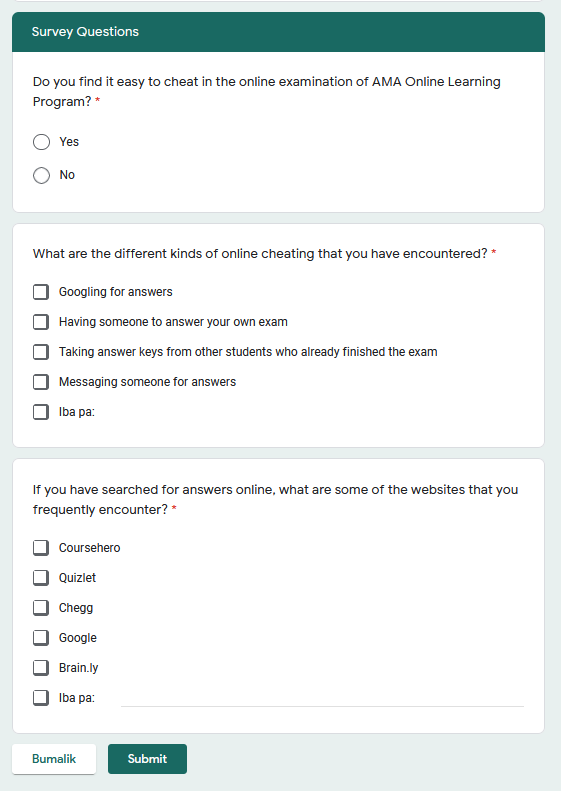 Survey Questions
Do you find it easy to cheat in the online examination of AMA Online Learning
Program? *
Yes
No
What are the different kinds of online cheating that you have encountered? *
Googling for answers
Having someone to answer your own exam
Taking answer keys from other students who already finished the exam
Messaging someone for answers
Iba pa:
If you have searched for answers online, what are some of the websites that you
frequently encounter? *
Coursehero
Quizlet
Chegg
Google
Brain.ly
Iba pa:
Bumalik
Submit